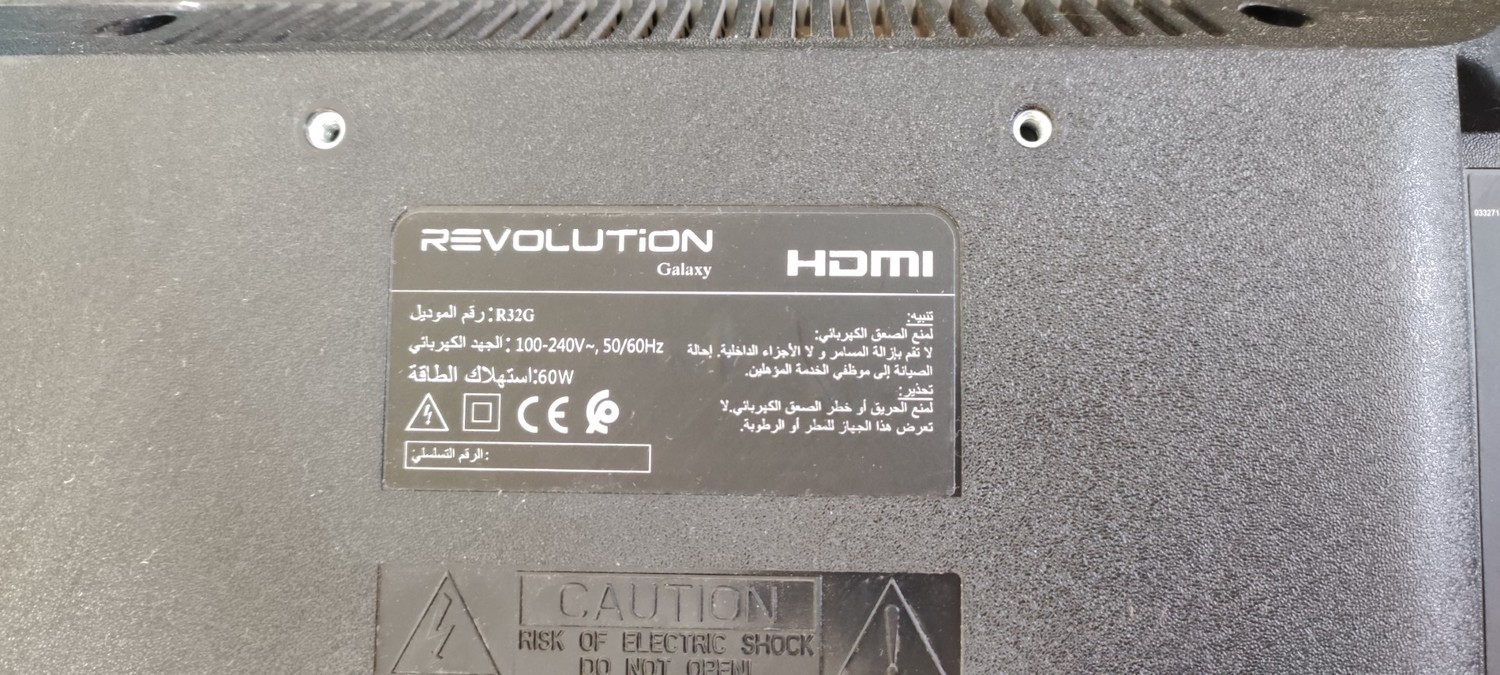 REVOLUTiON
Galaxy
HDMI
رقم الموديل: R32G
الجهد الكهربائي: 100-240V~, 50/60Hz
استهلاك الطاقة:60W
CE
الرقم التسلسلي:
تنبيه:
لمنع الصعق الكهربائي:
لا تقم بإزالة المسامر و لا الأجزاء الداخلية. إحالة
الصيانة إلى موظفي الخدمة المؤهلين.
تحذير:
لمنع الحريق أو خطر الصعق الكهربائي.لا
تعرض هذا الجهاز للمطر أو الرطوبة.
CAUTION
RISK OF ELECTRIC SHOCK
DO NOT OPEN!